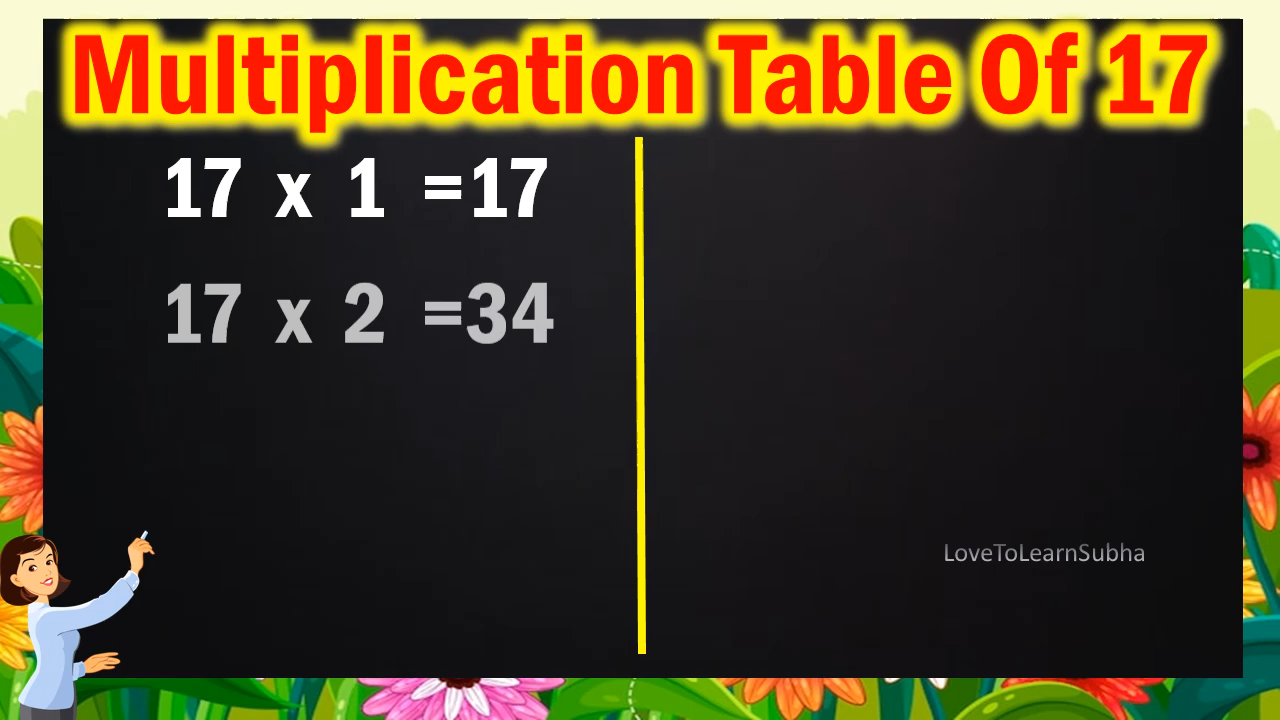 Multiplication Table Of 17
17 x 1 =17
17 x 2 =34
LoveToLearnSubha